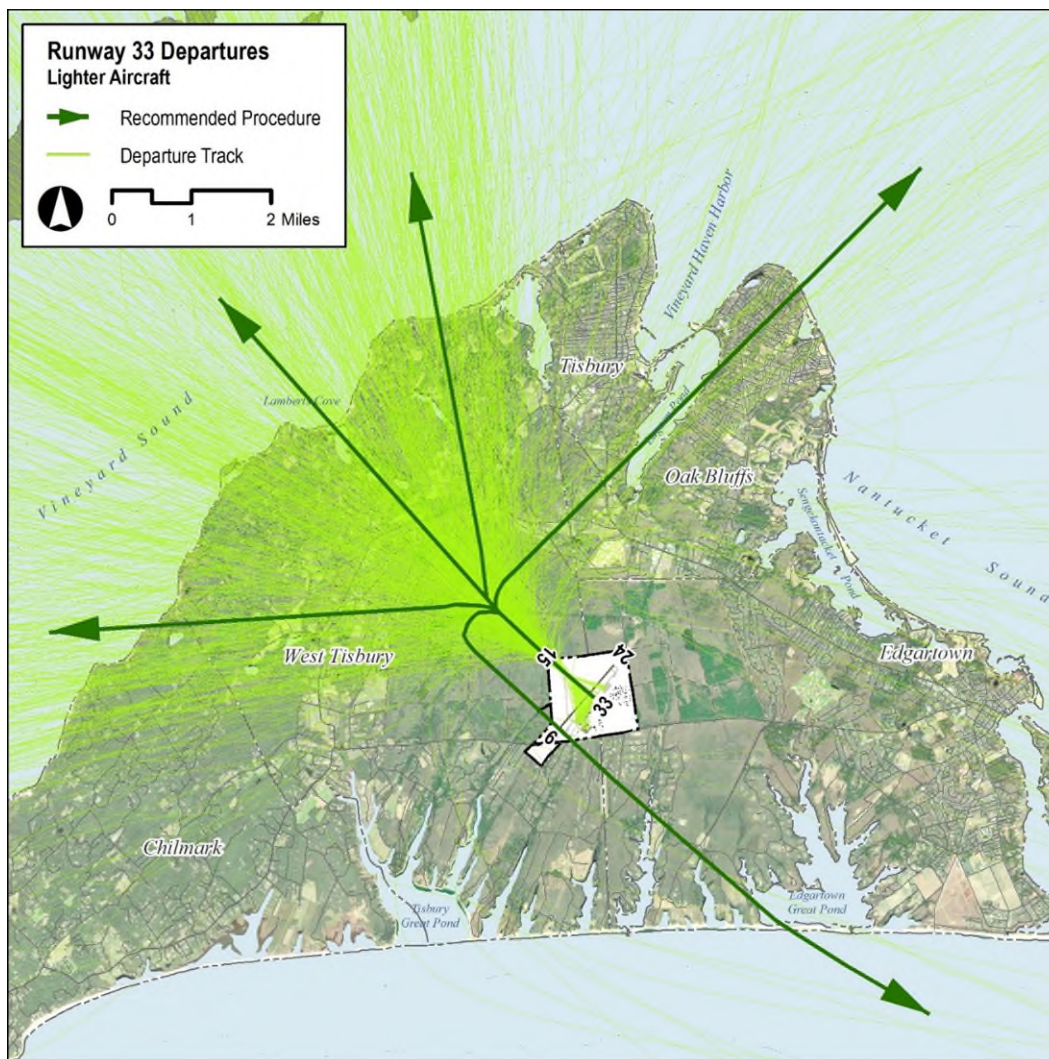 Runway 33 Departures
Lighter Aircraft
Recommended Procedure
Departure Track
0 1 2 Miles
Vineyard Haven Harbor
Tisbury
Lamberts Cove
Vineyard Sound
Pond
Oak Bluffs
Nantucket Sound
Sengekontacket Pond
West Tisbury
15
24
Edgartown
33
Chilmark
Tisbury
Great Pond
Edgartown
Great Pond